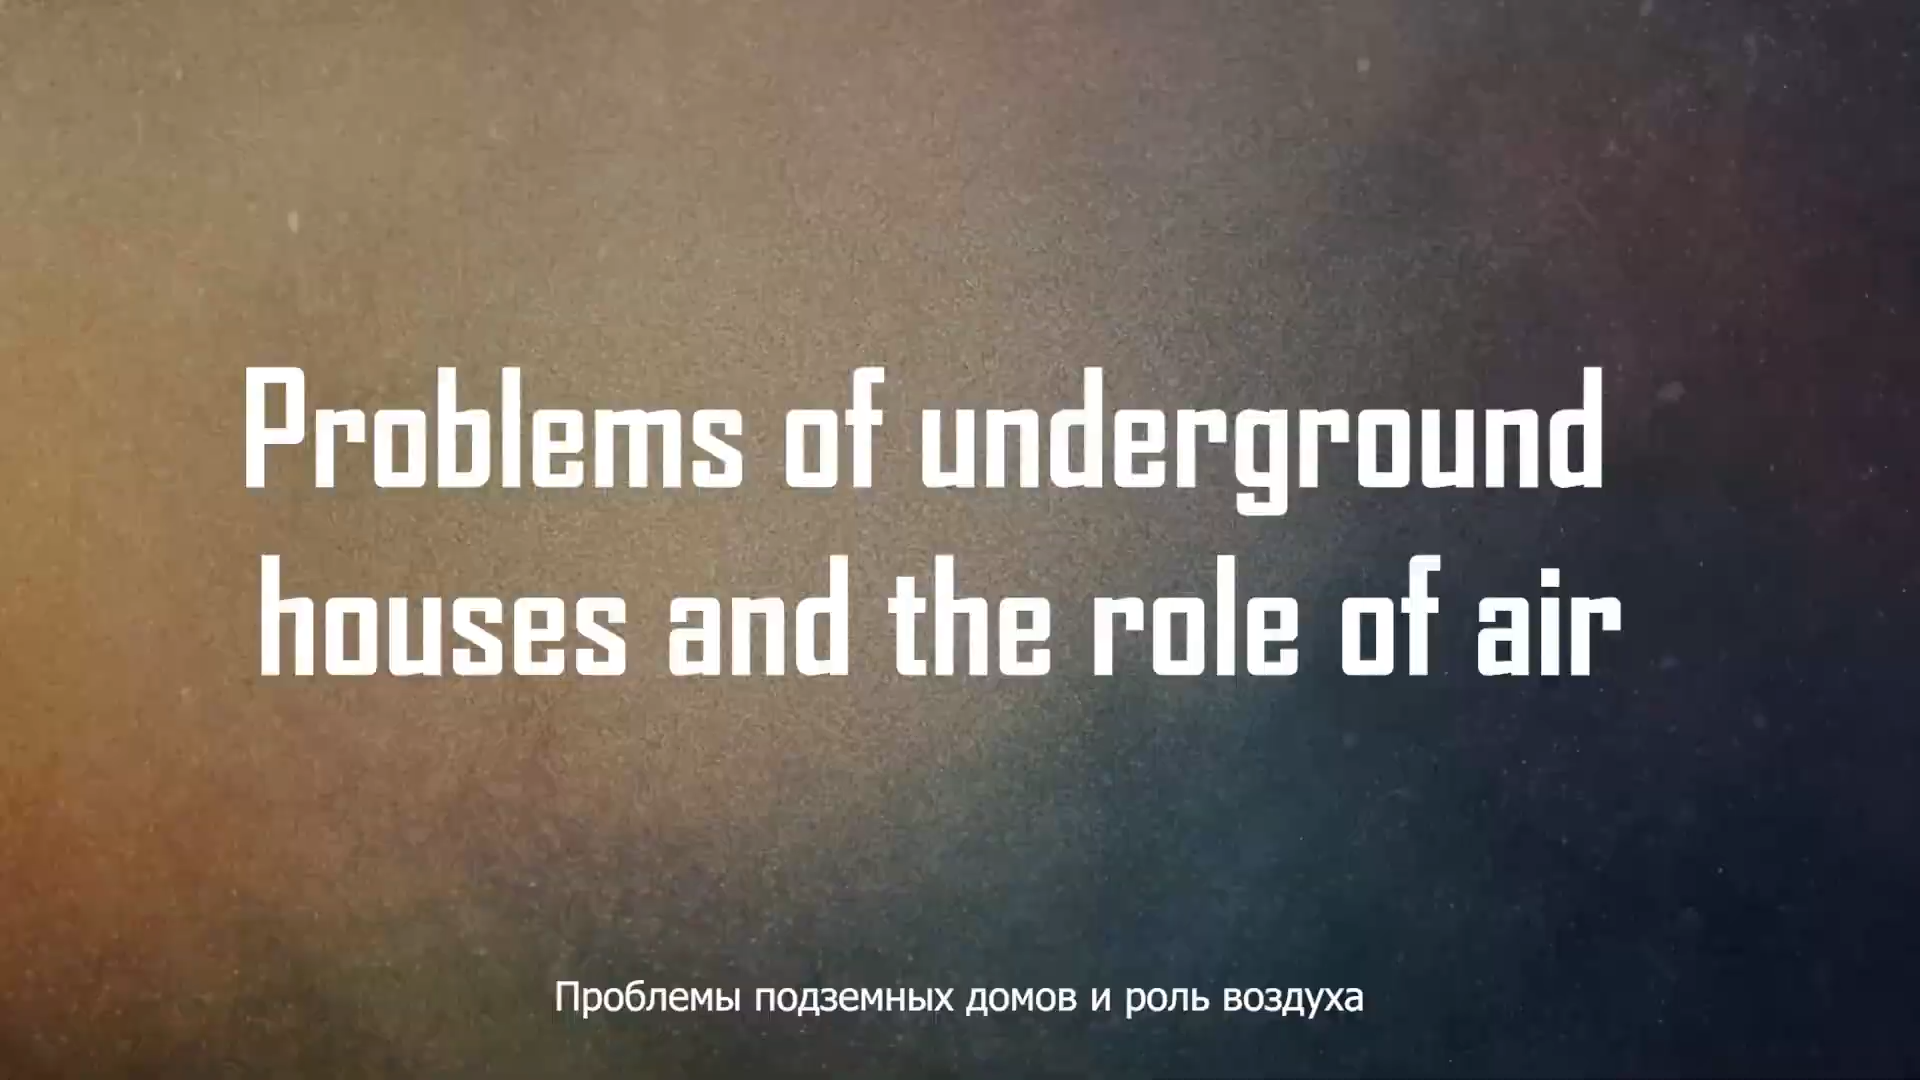 Problems of underground
houses and the role of air
Проблемы подземных домов и роль воздуха